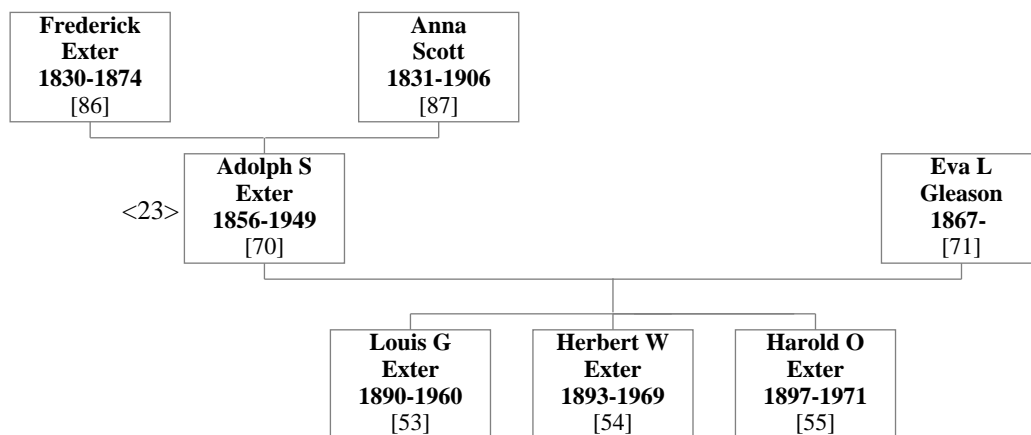 Frederick
Exter
1830-1874
[86]
Anna
Scott
1831-1906
[87]
<23>
Adolph S
Exter
1856-1949
[70]
Eva L
Gleason
1867-
[71]
Louis G
Exter
1890-1960
[53]
Herbert W
Exter
1893-1969
[54]
Harold O
Exter
1897-1971
[55]